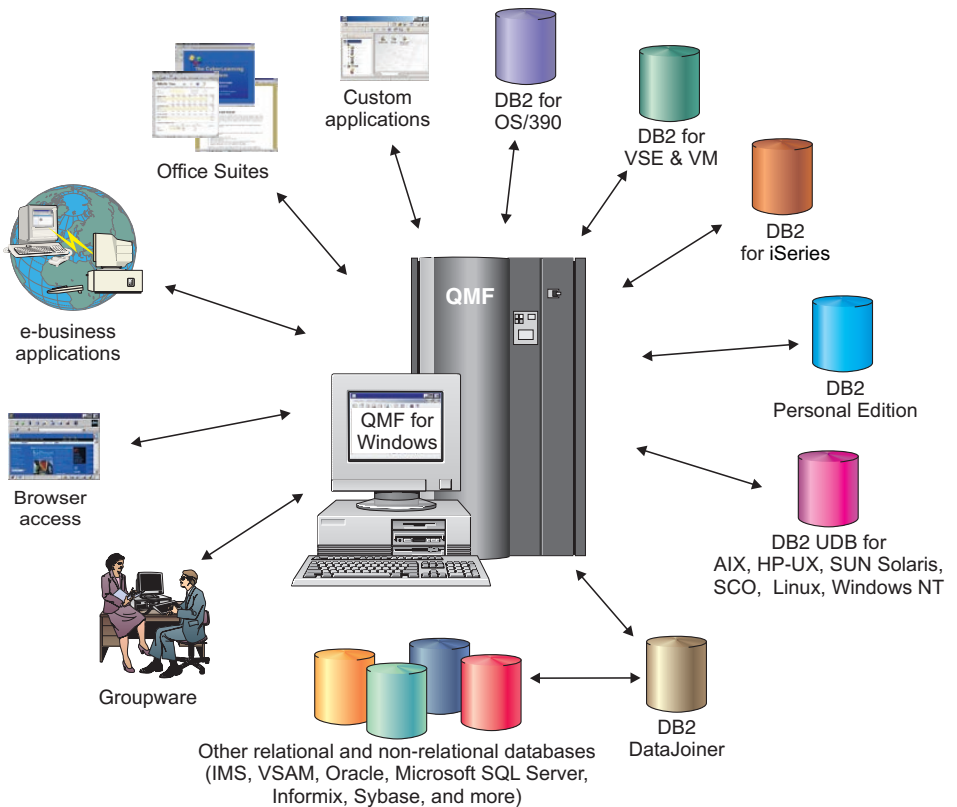 Custom
applications
DB2 for
OS/390
DB2 for
VSE & VM
Office Suites
DB2
for iSeries
QMF
e-business
applications
DB2
Personal Edition
QMF for
Windows
Browser
access
DB2 UDB for
AIX, HP-UX, SUN Solaris,
SCO, Linux, Windows NT
Groupware
DB2
DataJoiner
Other relational and non-relational databases
(IMS, VSAM, Oracle, Microsoft SQL Server,
Informix, Sybase, and more)